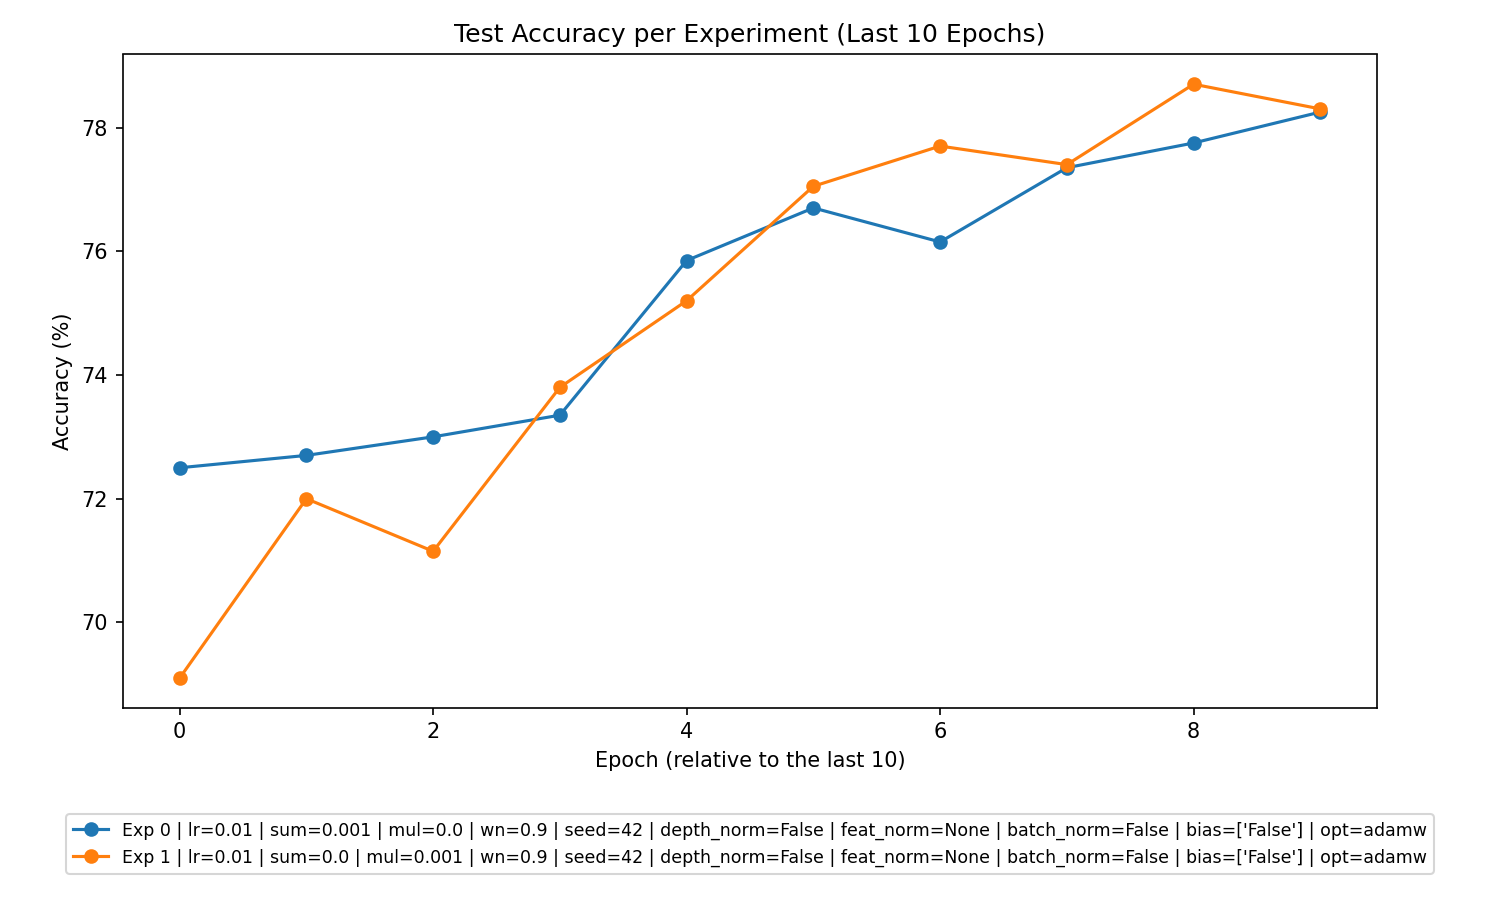 Test Accuracy per Experiment (Last 10 Epochs)
Accuracy (%)
78
76
74
72
70
0 2 4 6 8
Epoch (relative to the last 10)
Exp 0 | lr=0.01 | sum=0.001 | mul=0.0 | wn=0.9 | seed=42 | depth_norm=False | feat_norm=None | batch_norm=False | bias=['False'] | opt=adamw
Exp 1 | lr=0.01 | sum=0.0 | mul=0.001 | wn=0.9 | seed=42 | depth_norm=False | feat_norm=None | batch_norm=False | bias=['False'] | opt=adamw